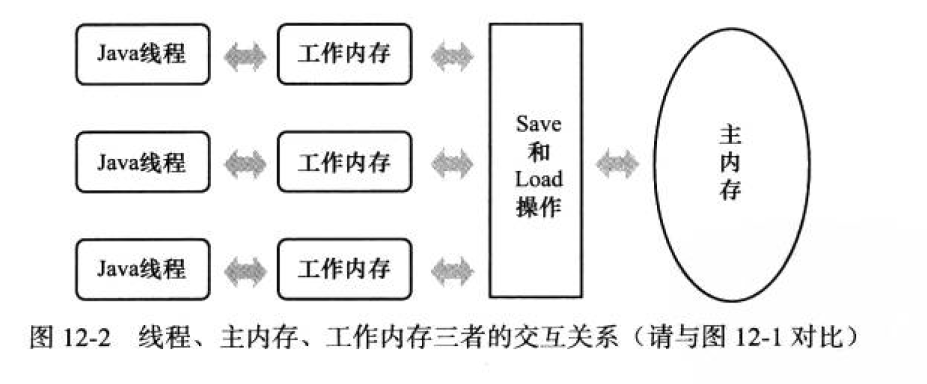 Java线程 工作内存
Java线程 工作内存
Java线程 工作内存
Save
和
Load
操作
主
内
存
图 12-2 线程、主内存、工作内存三者的交互关系（请与图 12-1 对比）